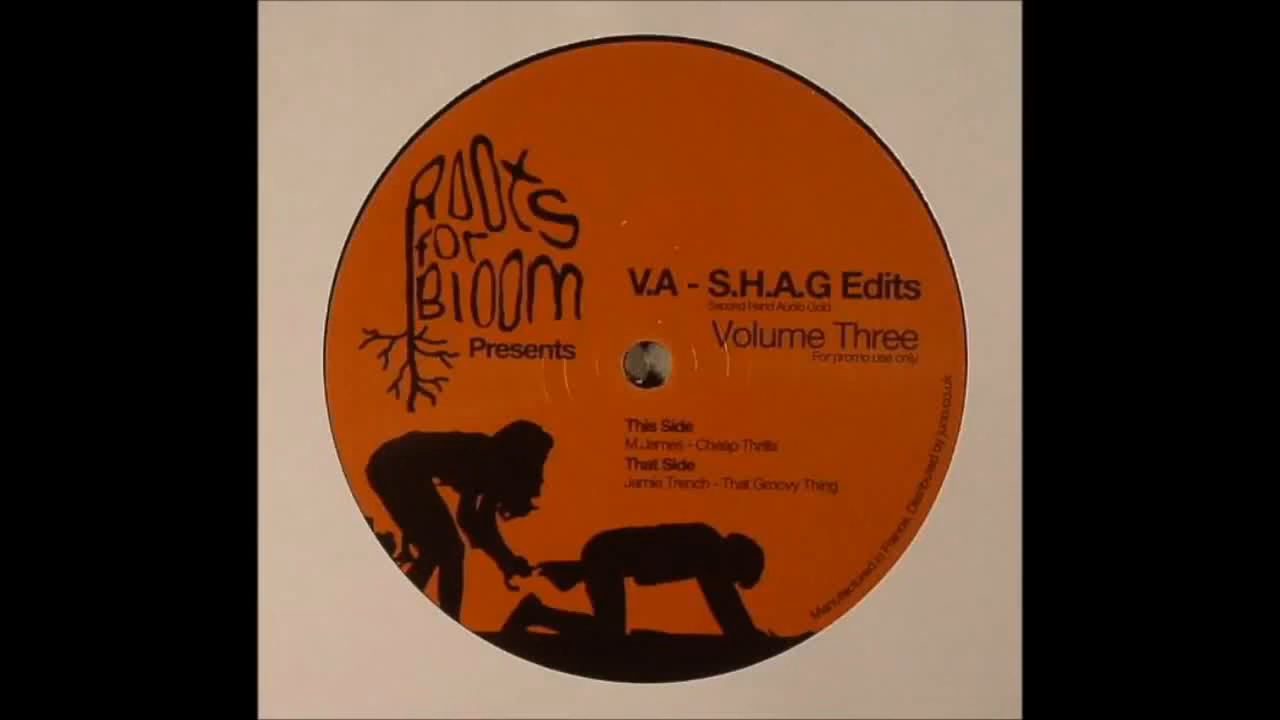 Roots
for
Bloom
Presents
V.A - S.H.A.G Edits
Second Hand Audio Gold
Volume Three
For promo use only
This Side
M.James - Cheap Thrills
That Side
Jamie Trench - That Groovy Thing
Manufactured in France. Distributed by juno.co.uk